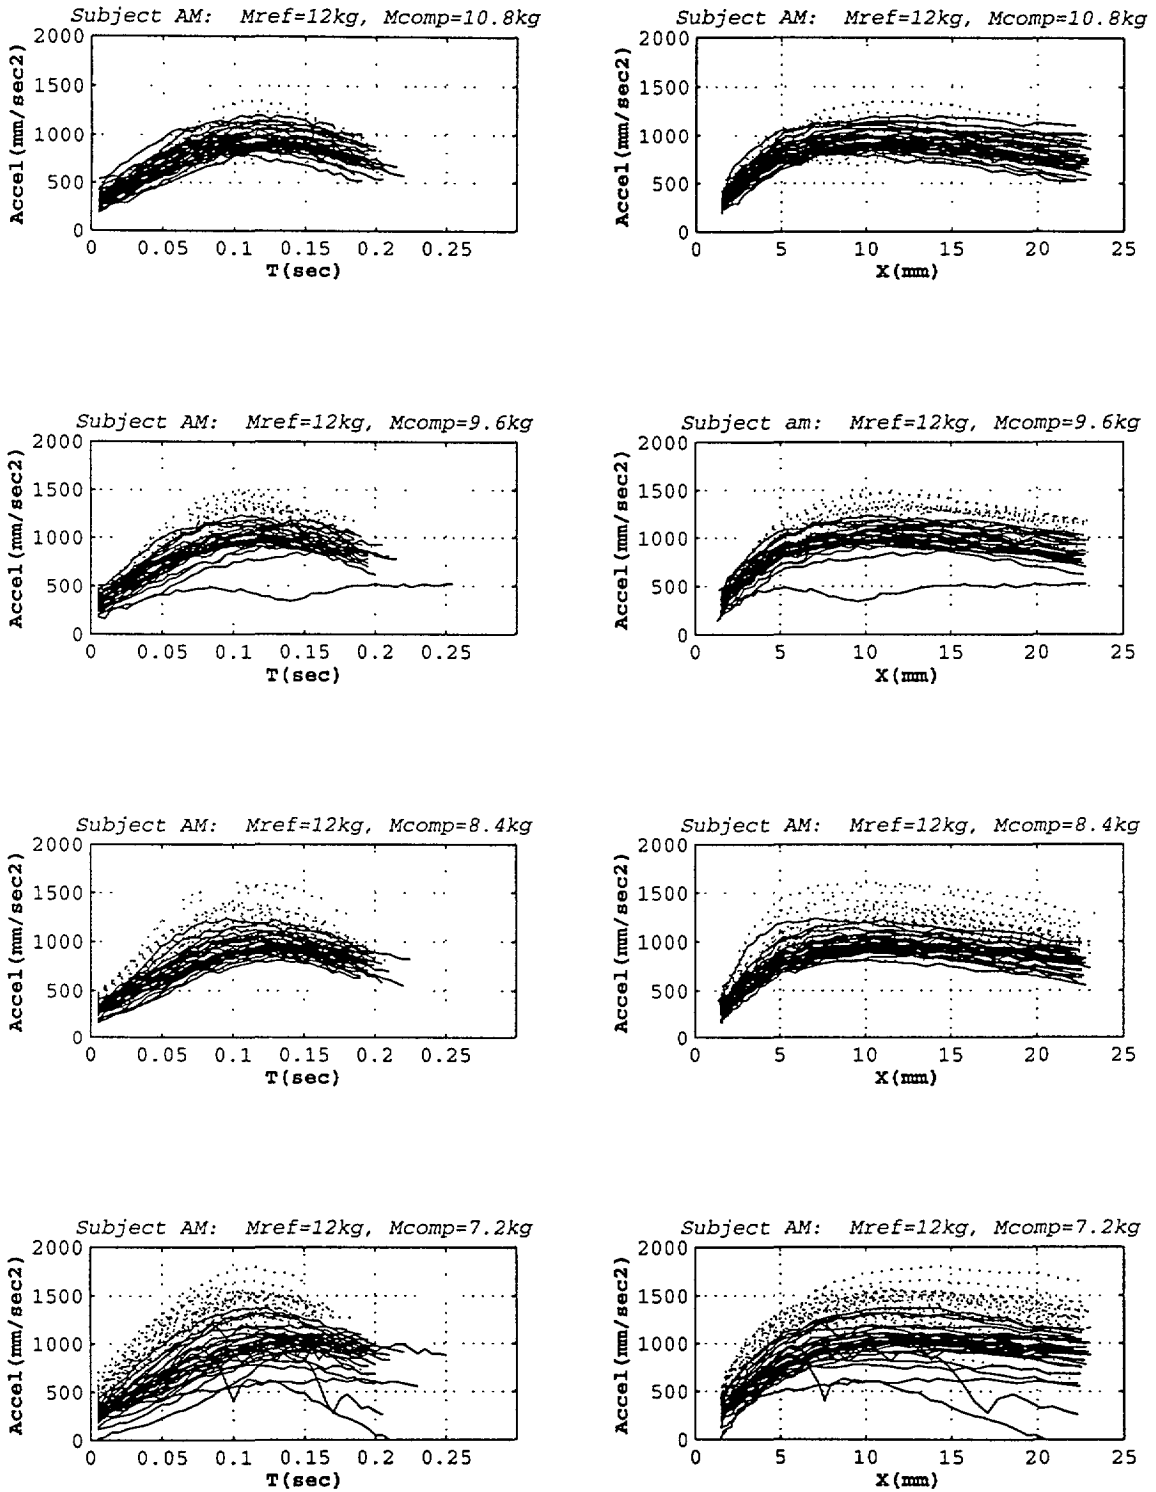 Subject AM: Mref=12kg, Mcomp=10.8kg
Accel(mm/sec2)
2000
1500
1000
500
0
0 0.05 0.1 0.15 0.2 0.25
T(sec)
Subject AM: Mref=12kg, Mcomp=10.8kg
Accel(mm/sec2)
2000
1500
1000
500
0
0 5 10 15 20 25
X(mm)
Subject AM: Mref=12kg, Mcomp=9.6kg
Accel(mm/sec2)
2000
1500
1000
500
0
0 0.05 0.1 0.15 0.2 0.25
T(sec)
Subject am: Mref=12kg, Mcomp=9.6kg
Accel(mm/sec2)
2000
1500
1000
500
0
0 5 10 15 20 25
X(mm)
Subject AM: Mref=12kg, Mcomp=8.4kg
Accel(mm/sec2)
2000
1500
1000
500
0
0 0.05 0.1 0.15 0.2 0.25
T(sec)
Subject AM: Mref=12kg, Mcomp=8.4kg
Accel(mm/sec2)
2000
1500
1000
500
0
0 5 10 15 20 25
X(mm)
Subject AM: Mref=12kg, Mcomp=7.2kg
Accel(mm/sec2)
2000
1500
1000
500
0
0 0.05 0.1 0.15 0.2 0.25
T(sec)
Subject AM: Mref=12kg, Mcomp=7.2kg
Accel(mm/sec2)
2000
1500
1000
500
0
0 5 10 15 20 25
X(mm)